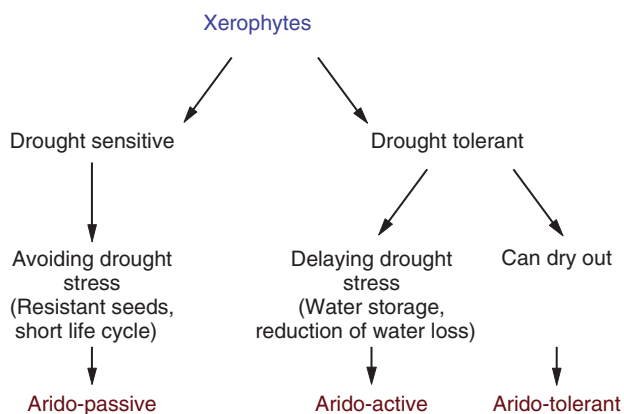 Xerophytes
Drought sensitive
Drought tolerant
Avoiding drought
stress
(Resistant seeds,
short life cycle)
Delaying drought
stress
(Water storage,
reduction of water loss)
Can dry out
Arido-passive
Arido-active
Arido-tolerant